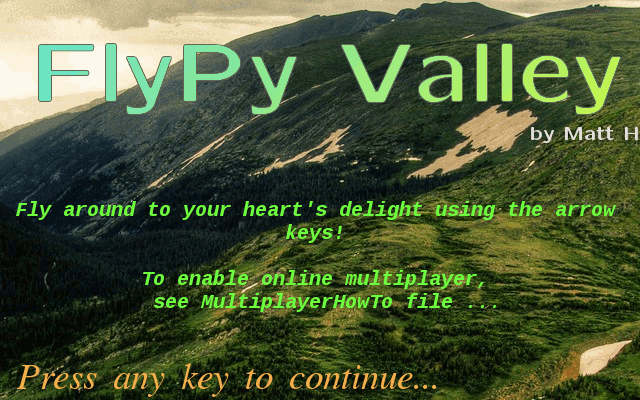 FlyPy Valley
by Matt H
Fly around to your heart's delight using the arrow
keys!
To enable online multiplayer,
see MultiplayerHowTo file ...
Press any key to continue...